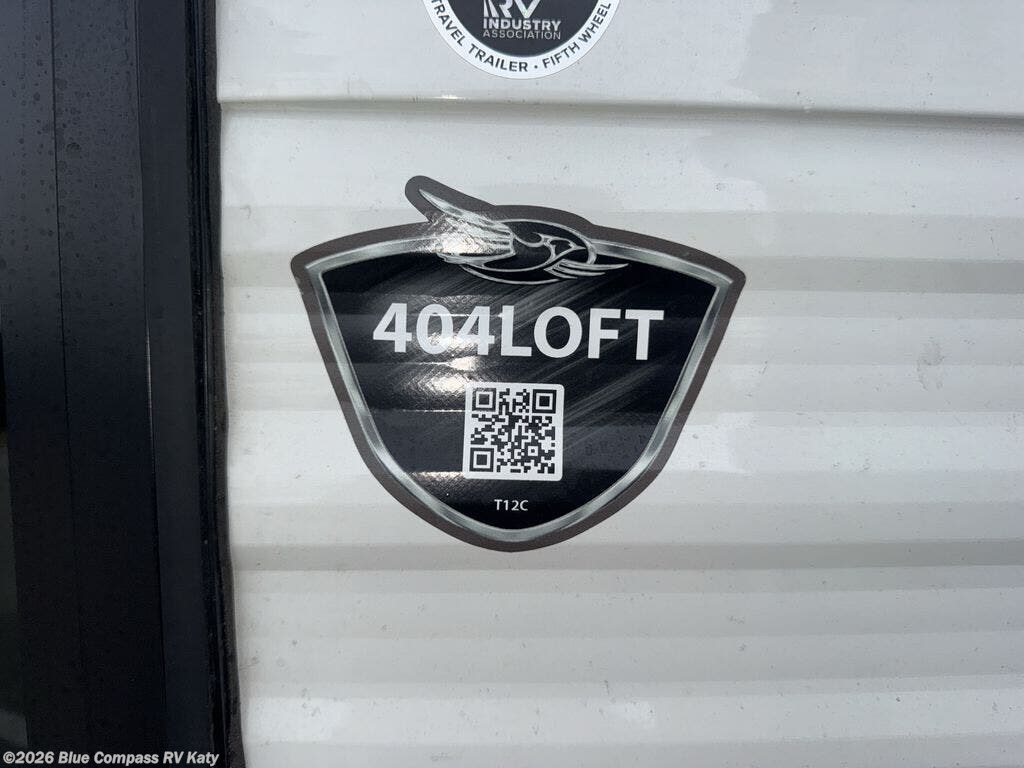 RV
INDUSTRY
ASSOCIATION
TRAVEL TRAILER • FIFTH WHEEL
404LOFT
T12C
©2026 Blue Compass RV Katy